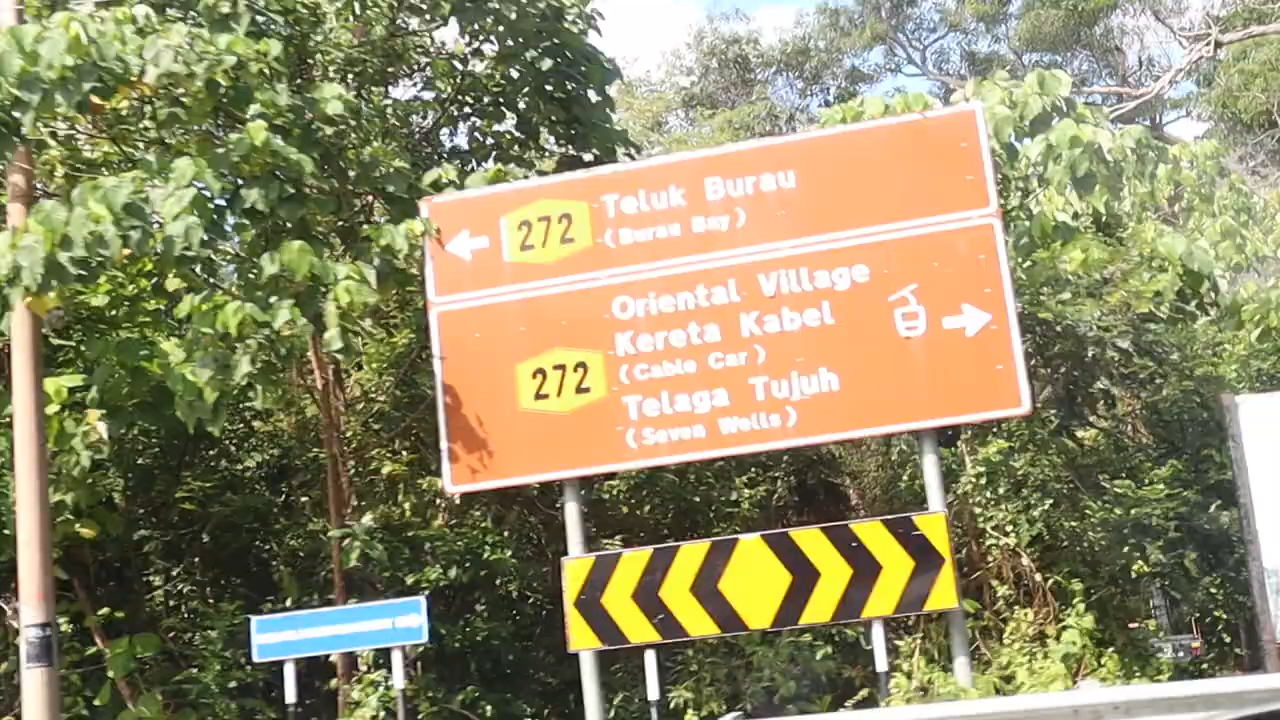 272 Teluk Burau
(Burau Bay)
Oriental Village
Kereta Kabel
(Cable Car)
272
Telaga Tujuh
(Seven Wells)